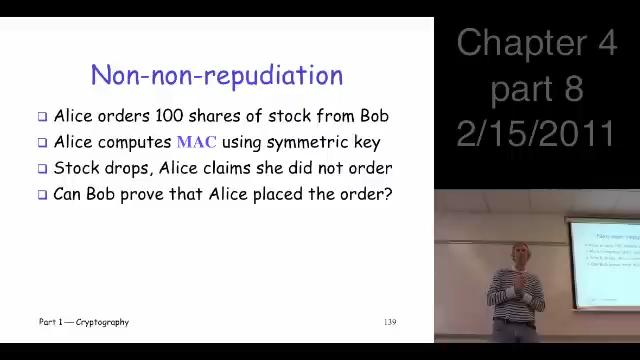 Non-non-repudiation
Alice orders 100 shares of stock from Bob
Alice computes MAC using symmetric key
Stock drops, Alice claims she did not order
Can Bob prove that Alice placed the order?
Part 1 — Cryptography
139
Chapter 4
part 8
2/15/2011